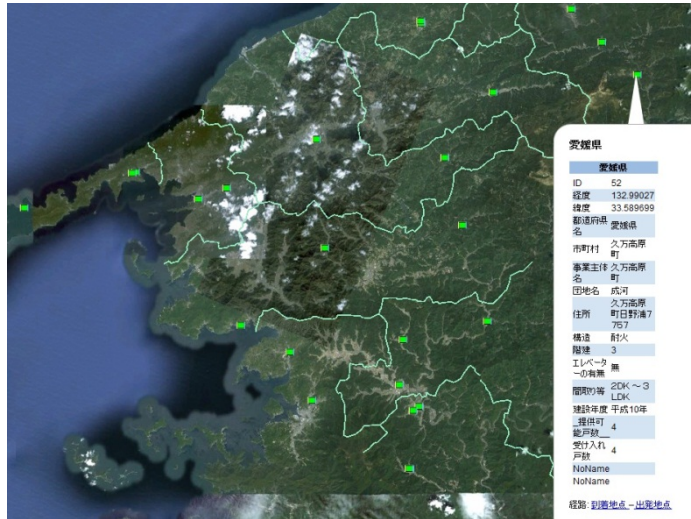 愛媛県
愛媛県
ID 52
経度 132.99027
緯度 33.589699
都道府県
名 愛媛県
市町村 久万高原
町
事業主体 久万高原
名 町
団地名 成河
住所 久万高原
町日野浦7
757
構造 耐火
階建 3
エレベータ
ーの有無 無
間取り等 2DK ～ 3
LDK
建設年度 平成10年
_提供可
能戸数__ 4
受け入れ
戸数 4
NoName
NoName
経路: 到着地点 - 出発地点